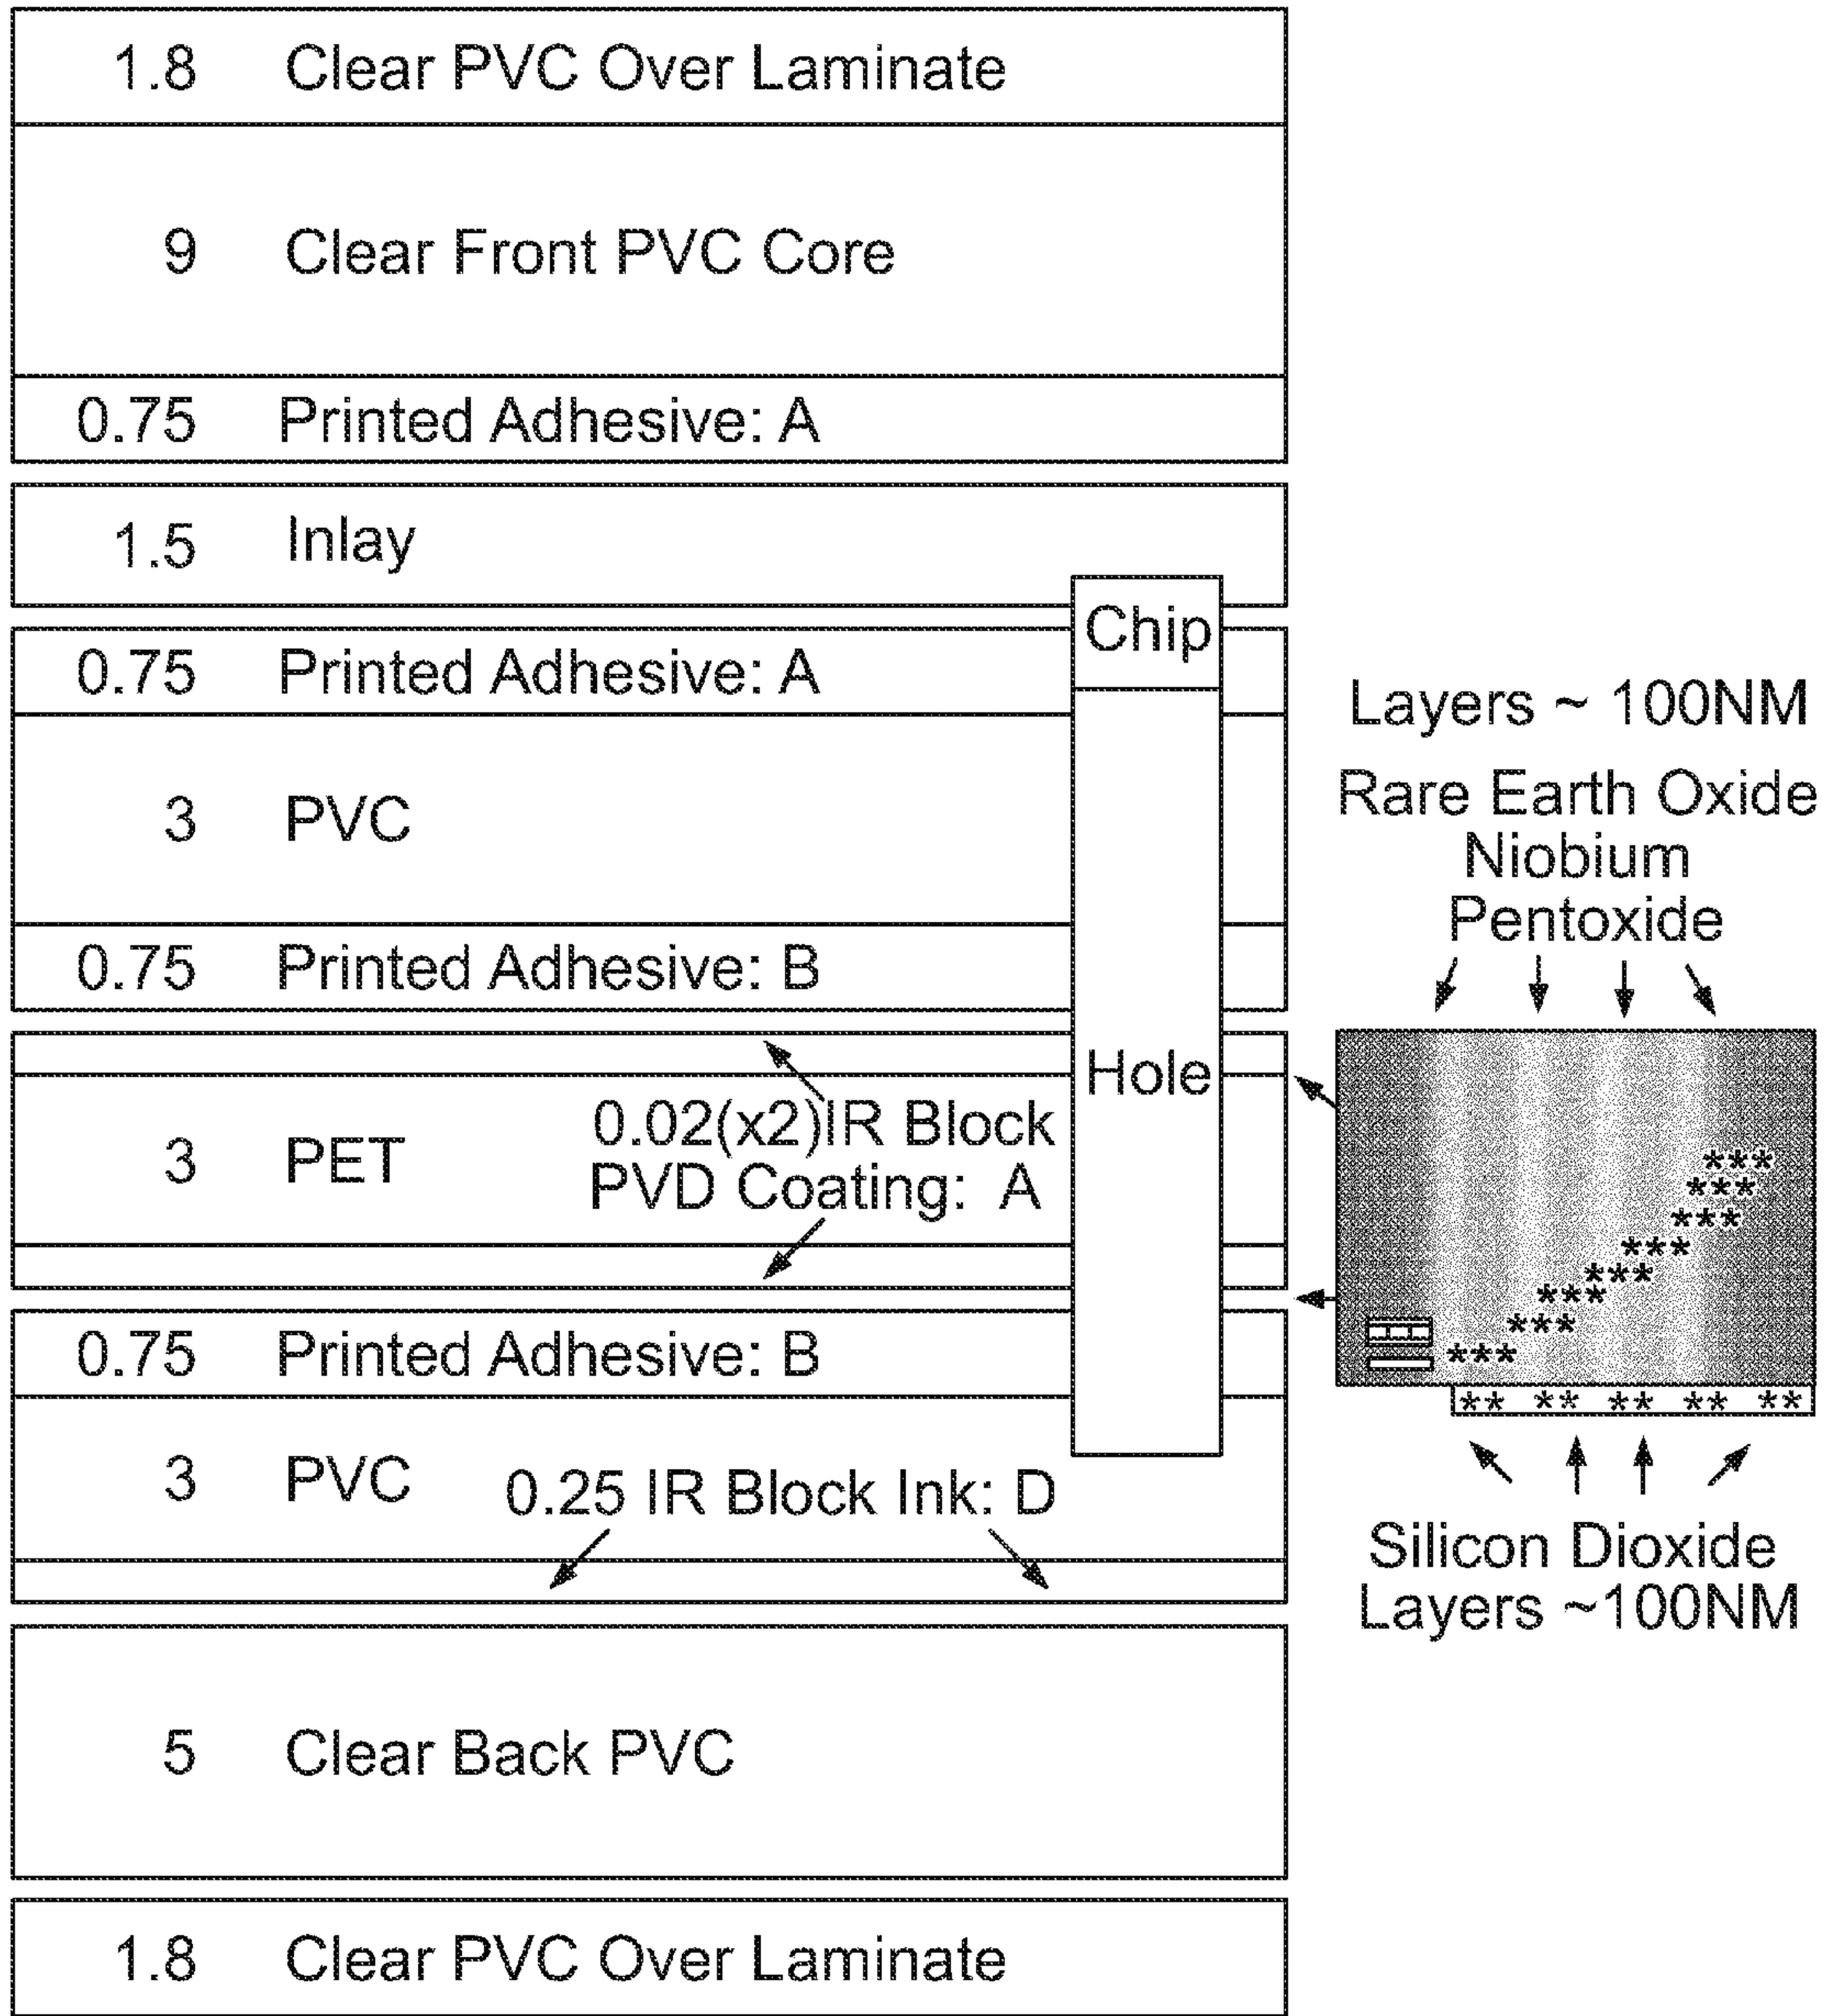 1.8 Clear PVC Over Laminate
9 Clear Front PVC Core
0.75 Printed Adhesive: A
1.5 Inlay
Chip
0.75 Printed Adhesive: A
3 PVC
0.75 Printed Adhesive: B
Hole
0.02(x2)IR Block
3 PET
PVD Coating: A
0.75 Printed Adhesive: B
3 PVC
0.25 IR Block Ink: D
5 Clear Back PVC
1.8 Clear PVC Over Laminate
Layers ~ 100NM
Rare Earth Oxide
Niobium
Pentoxide
***
***
***
***
***
***
***
***
** ** ** ** **
Silicon Dioxide
Layers ~100NM